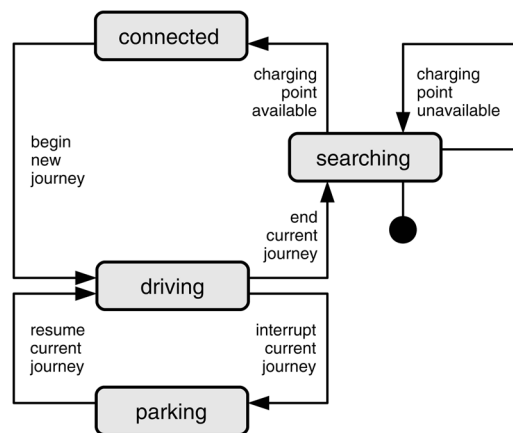 connected
charging
point
available
charging
point
unavailable
begin
new
journey
searching
end
current
journey
driving
resume
current
journey
interrupt
current
journey
parking